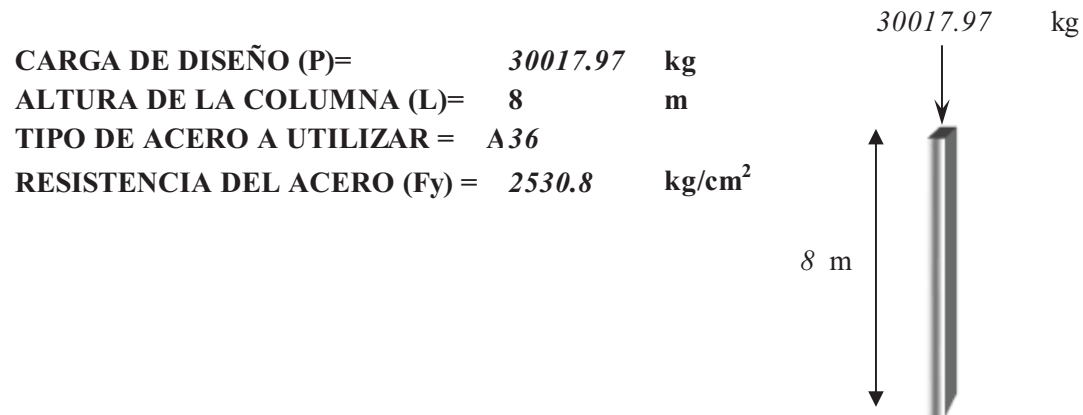 30017.97 kg
CARGA DE DISEÑO (P)= 30017.97 kg
ALTURA DE LA COLUMNA (L)= 8 m
TIPO DE ACERO A UTILIZAR = A36
RESISTENCIA DEL ACERO (Fy) = 2530.8 kg/cm²
8 m